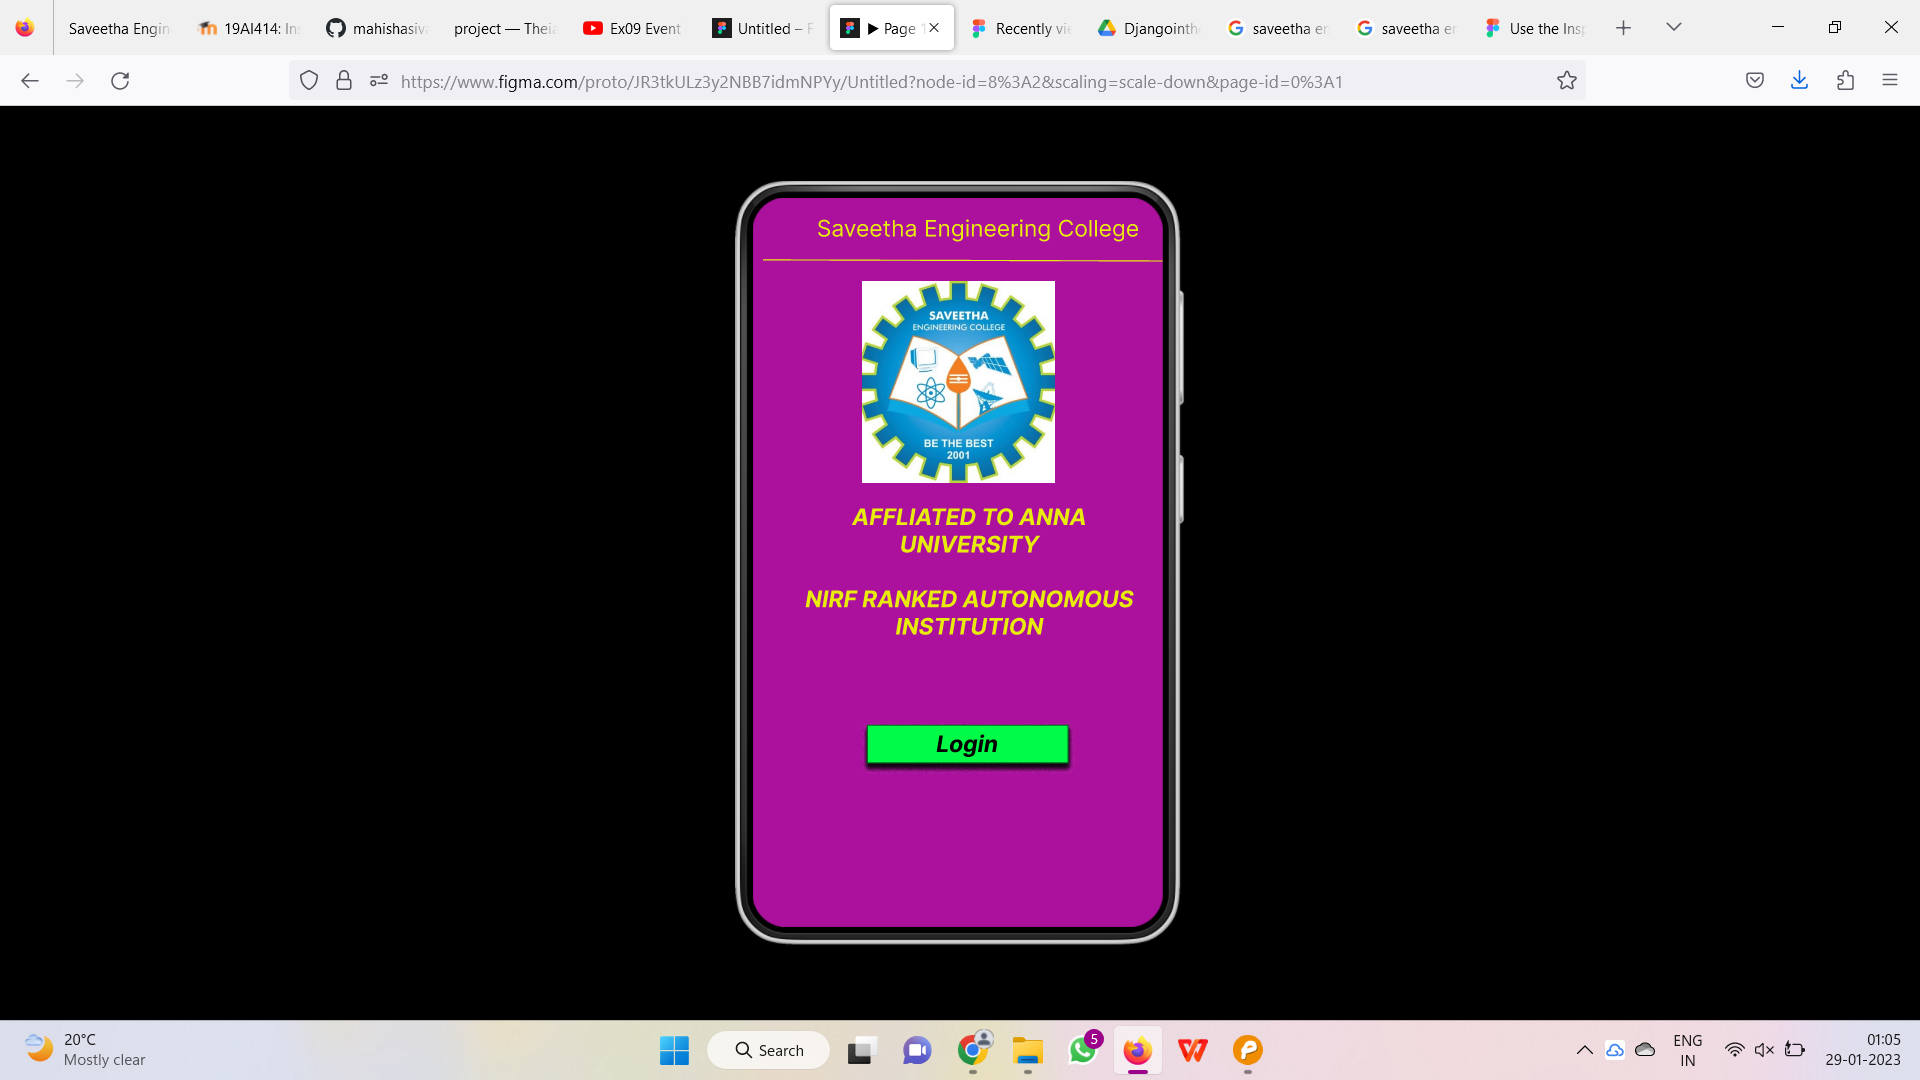 Saveetha Engin
19AI414: In
mahishasiv
project — Thei
Ex09 Event
Untitled – F
Page 1
Recently vie
Djangointh
saveetha en
saveetha er
Use the Insp
https://www.figma.com/proto/JR3tkULz3y2NBB7idmNPYy/Untitled?node-id=8%3A2&scaling=scale-down&page-id=0%3A1
Saveetha Engineering College
SAVEETHA
ENGINEERING COLLEGE
BE THE BEST
2001
AFFLIATED TO ANNA
UNIVERSITY
NIRF RANKED AUTONOMOUS
INSTITUTION
Login
20°C
Mostly clear
Search
5
ENG
IN
01:05
29-01-2023